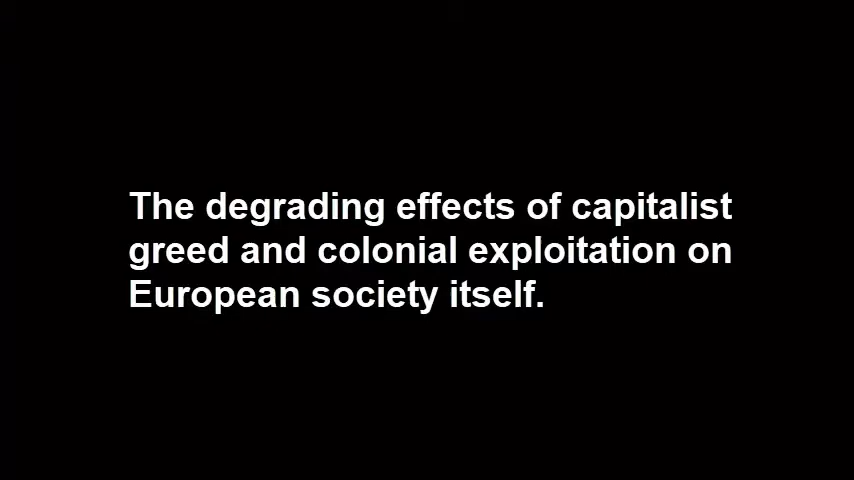 The degrading effects of capitalist
greed and colonial exploitation on
European society itself.